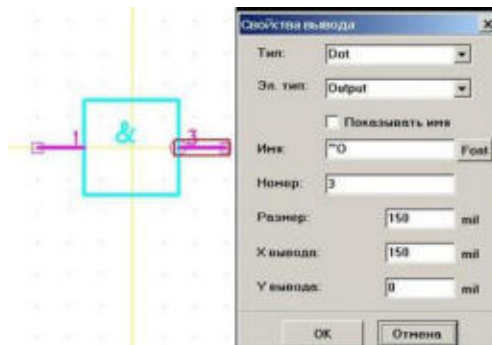 1
&
3
Свойства вывода
Тип:
Dot
Эл. тип:
Output
Показывать имя
Имя:
~O
Font
Номер:
3
Размер:
150
mil
X вывода:
150
mil
Y вывода:
0
mil
OK
Отмена